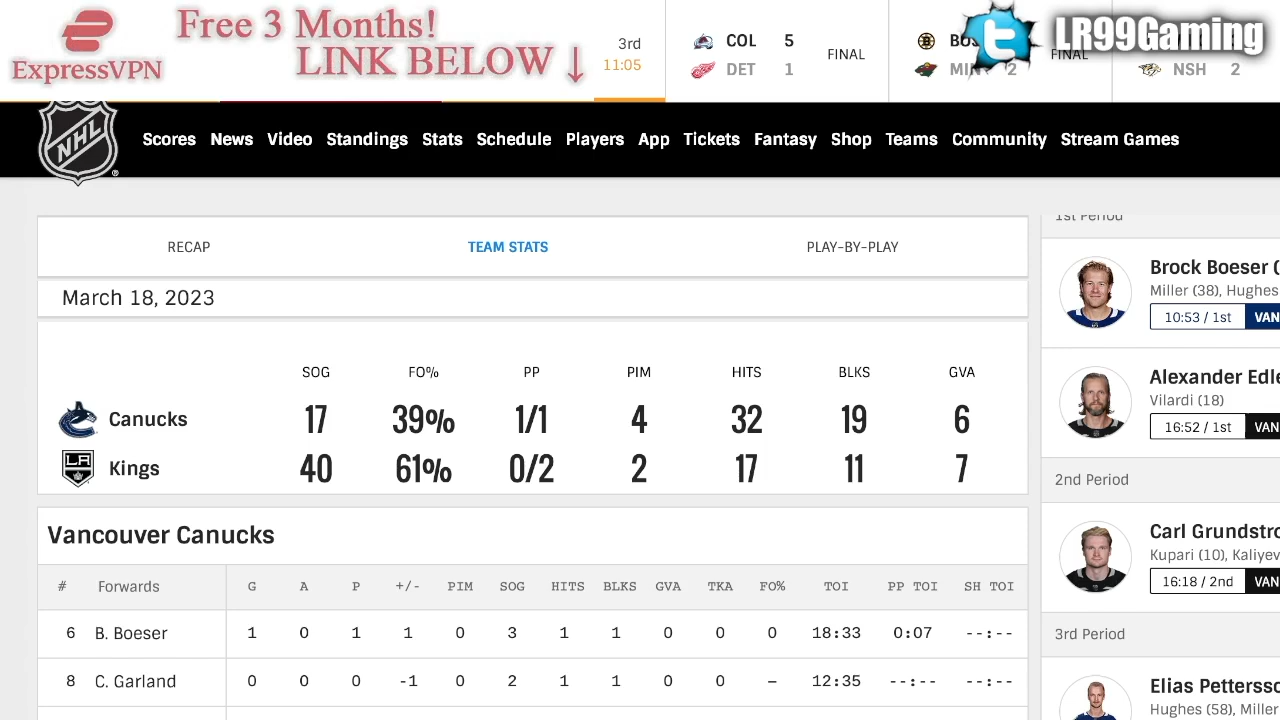 Free 3 Months!
LINK BELOW ↓
ExpressVPN
3rd
11:05
COL 5
DET 1
FINAL
2
FINAL
LR99Gaming
NSH 2
NHL
Scores News Video Standings Stats Schedule Players App Tickets Fantasy Shop Teams Community Stream Games
RECAP TEAM STATS PLAY-BY-PLAY
March 18, 2023
SOG FO% PP PIM HITS BLKS GVA
Canucks 17 39% 1/1 4 32 19 6
LA Kings 40 61% 0/2 2 17 11 7
Vancouver Canucks
# Forwards G A P +/- PIM SOG HITS BLKS GVA TKA FO% TOI PP TOI SH TOI
6 B. Boeser 1 0 1 1 0 3 1 1 0 0 0 18:33 0:07 --:--
8 C. Garland 0 0 0 -1 0 2 1 1 0 0 – 12:35 --:-- --:--
1st Period
Brock Boeser (
Miller (38), Hughes
10:53 / 1st VAN
Alexander Edle
Vilardi (18)
16:52 / 1st VAN
2nd Period
Carl Grundstro
Kupari (10), Kaliyev
16:18 / 2nd VAN
3rd Period
Elias Petterss
Hughes (58), Miller